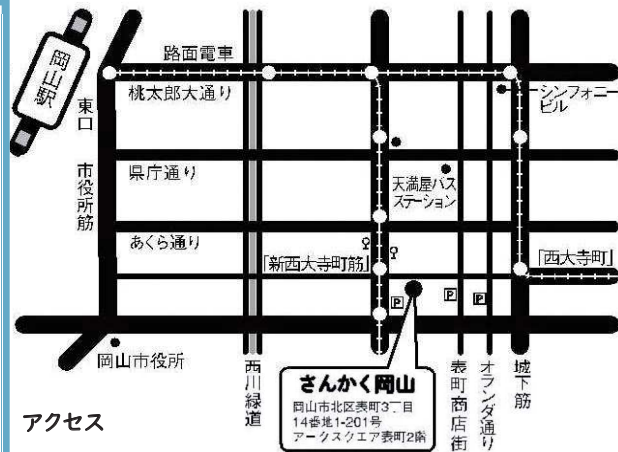 岡山駅
東口
路面電車
桃太郎大通り
シンフォニー
ビル
市役所筋
県庁通り
天満屋バス
ステーション
あくら通り
「新西大寺町筋」
「西大寺町」
P
P
P
岡山市役所
西川緑道
さんかく岡山
岡山市北区表町3丁目
14番地1-201号
アークスクエア表町2階
表町商店街
オランダ通り
城下筋
アクセス